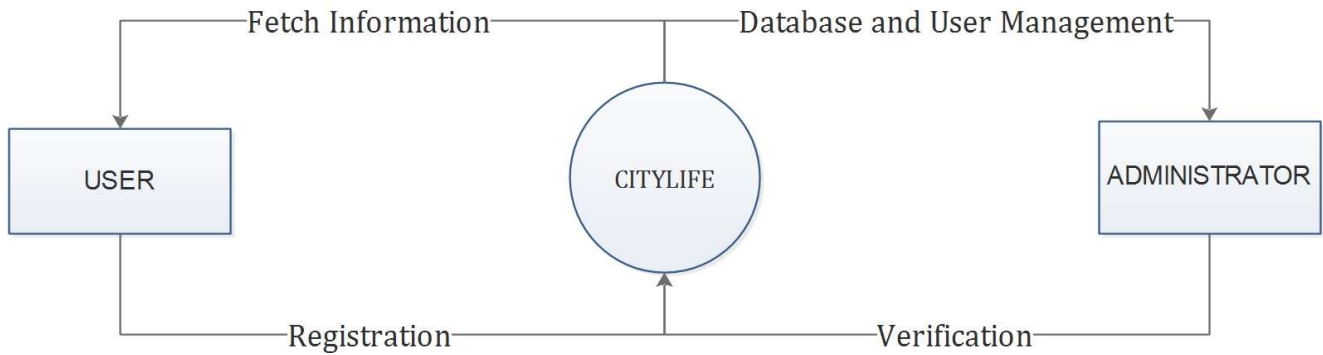 Fetch Information
Database and User Management
USER
CITYLIFE
ADMINISTRATOR
Registration
Verification